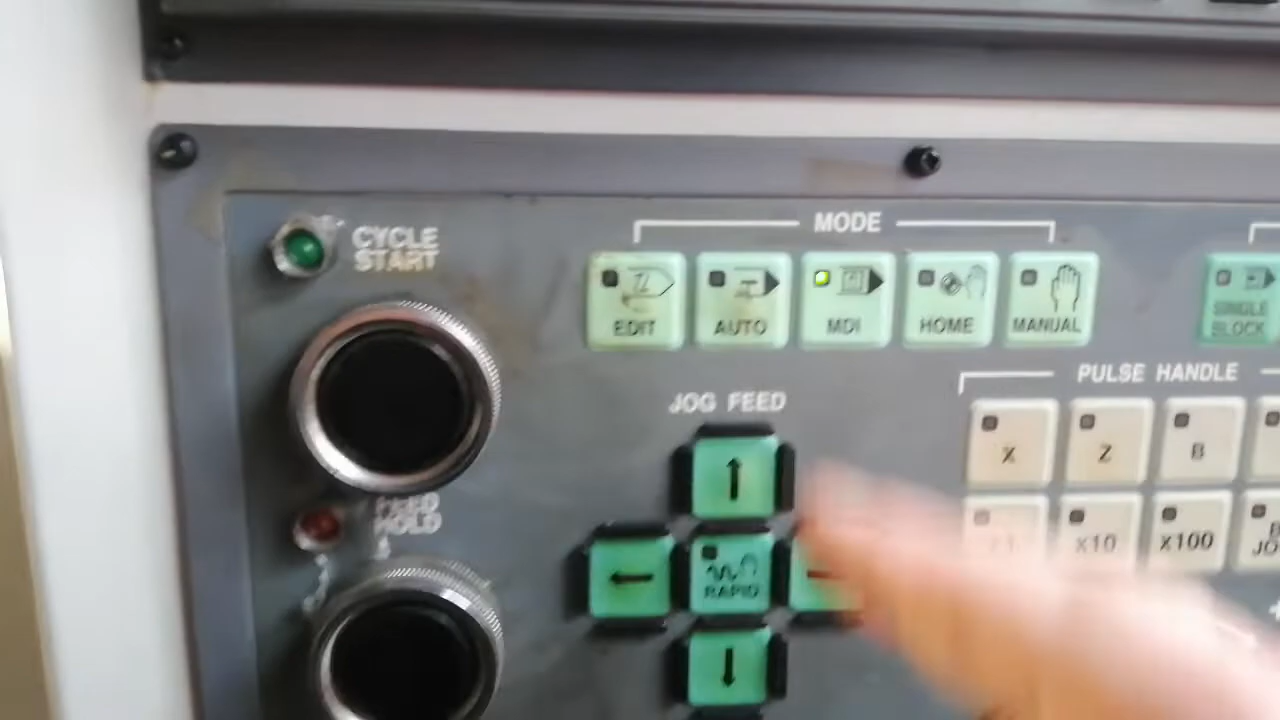 MODE
CYCLE
START
EDIT
AUTO
MDI
HOME
MANUAL
SINGLE
BLOCK
PULSE HANDLE
JOG FEED
X
Z
B
FEED
HOLD
X10
X100
RAPID